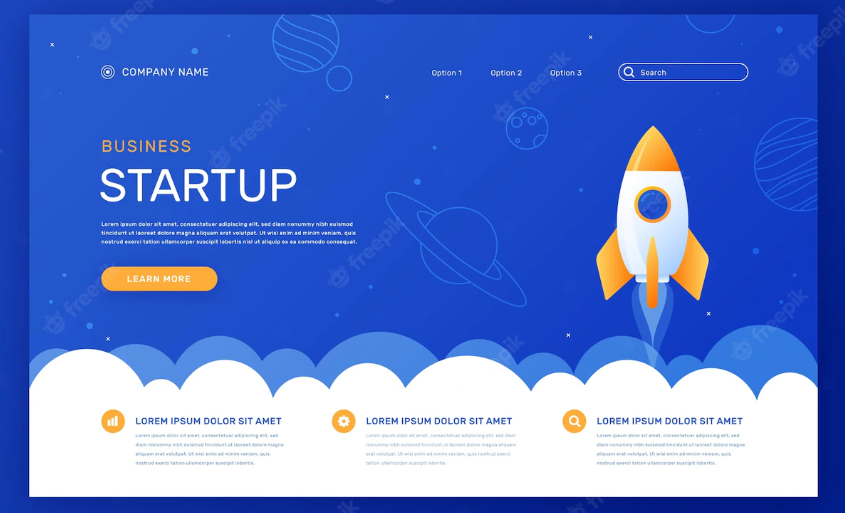 COMPANY NAME
Option 1 Option 2 Option 3 Search
BUSINESS
STARTUP
Lorem ipsum dolor sit amet, consectetuer adipiscing elit, sed diam nonummy nibh euismod
tincidunt ut laoreet dolore magna aliquam erat volutpat. Ut wisi enim ad minim veniam, quis
nostrud exerci tation ullamcorper suscipit lobortis nisl ut aliquip ex ea commodo consequat.
LEARN MORE
LOREM IPSUM DOLOR SIT AMET
Lorem ipsum dolor sit amet, consectetuer adipiscing
elit, sed diam nonummy tincidunt ut laoreet dolore magna
aliquam erat volutpat. Ut wisi enim ad minim veniam, quis
nostrud exerci tation ullamcorper suscipit lobortis.
LOREM IPSUM DOLOR SIT AMET
Lorem ipsum dolor sit amet, consectetuer adipiscing
elit, sed diam nonummy tincidunt ut laoreet dolore magna
aliquam erat volutpat. Ut wisi enim ad minim veniam, quis
nostrud exerci tation ullamcorper suscipit lobortis.
LOREM IPSUM DOLOR SIT AMET
Lorem ipsum dolor sit amet, consectetuer adipiscing
elit, sed diam nonummy tincidunt ut laoreet dolore magna
aliquam erat volutpat. Ut wisi enim ad minim veniam, quis
nostrud exerci tation ullamcorper suscipit lobortis.
freepik